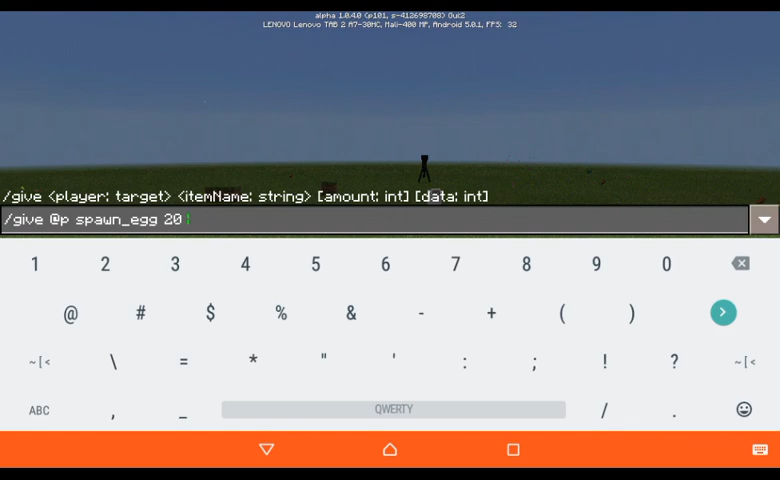 alpha 1.0.4.0 (p101, s-412698708) Out2
LENOVO Lenovo TAB 2 A7-30HC, Mali-400 MP, Android 5.0.1, FPS: 32
/give <player: target> <itemName: string> [amount: int] [data: int]
/give @p spawn_egg 20
1 2 3 4 5 6 7 8 9 0
@ # $ % & - + ( )
~[< \ = * " ' : ; ! ? ~[<
ABC , _ QWERTY / .